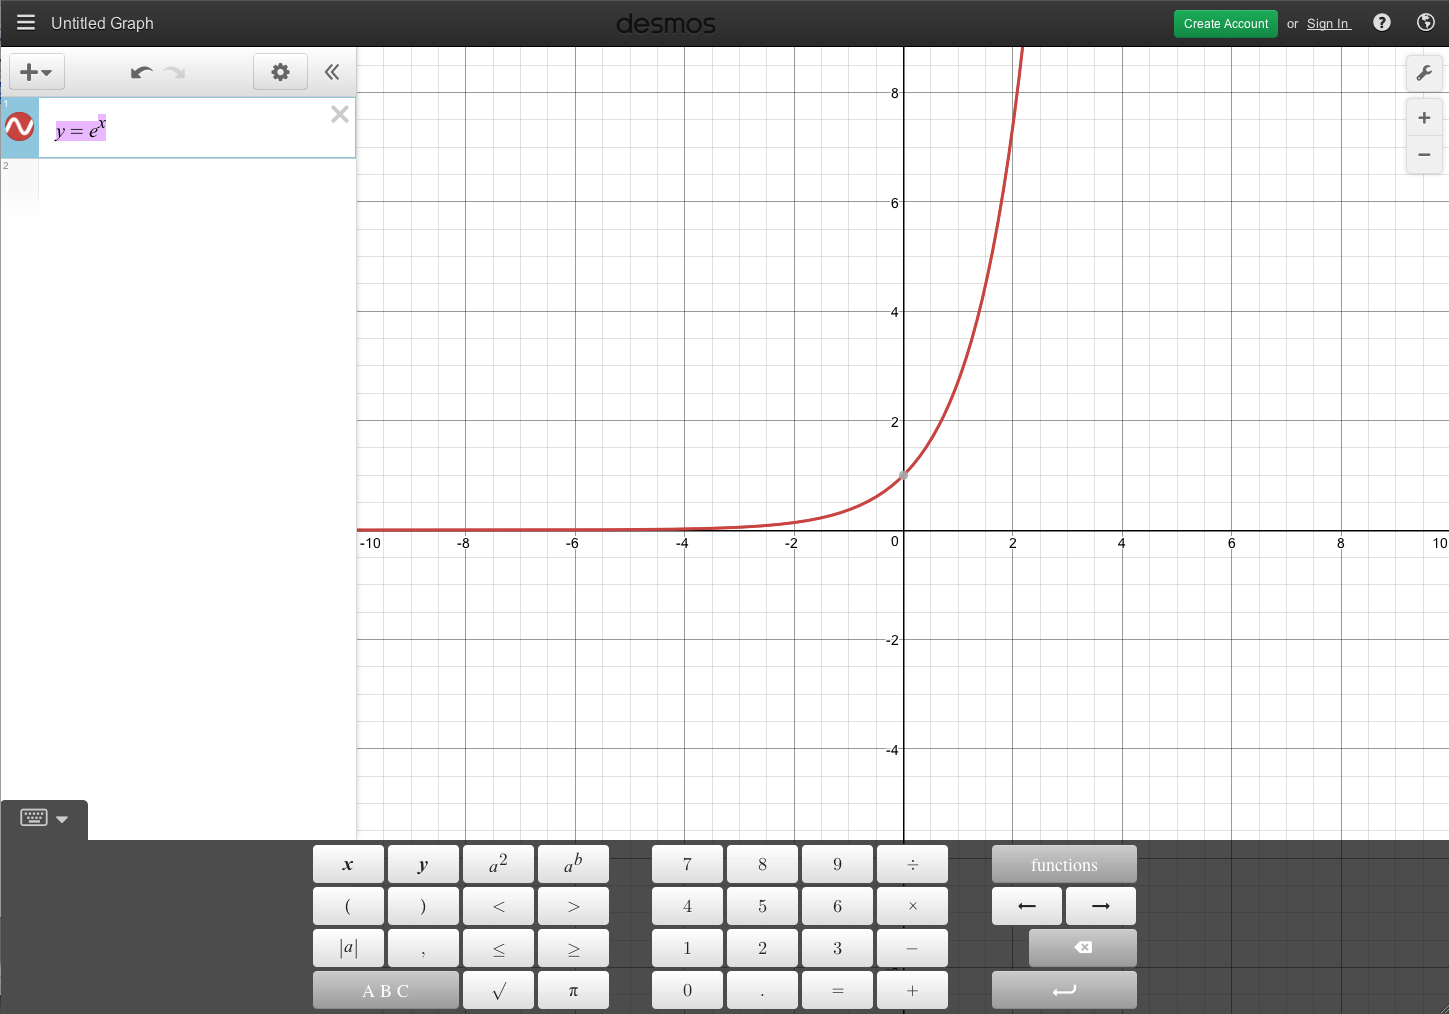 Untitled Graph
desmos
Create Account or Sign In ?
1
y = e^x
2
8
6
4
2
-10 -8 -6 -4 -2 0 2 4 6 8 10
-2
-4
x y a^2 a^b 7 8 9 ÷ functions
( ) < > 4 5 6 × ← →
|a| , ≤ ≥ 1 2 3 −
A B C √ π 0 . = +